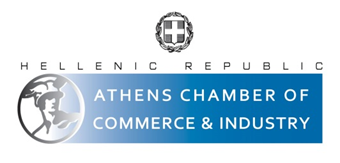 HELLENIC REPUBLIC
ATHENS CHAMBER OF
COMMERCE & INDUSTRY